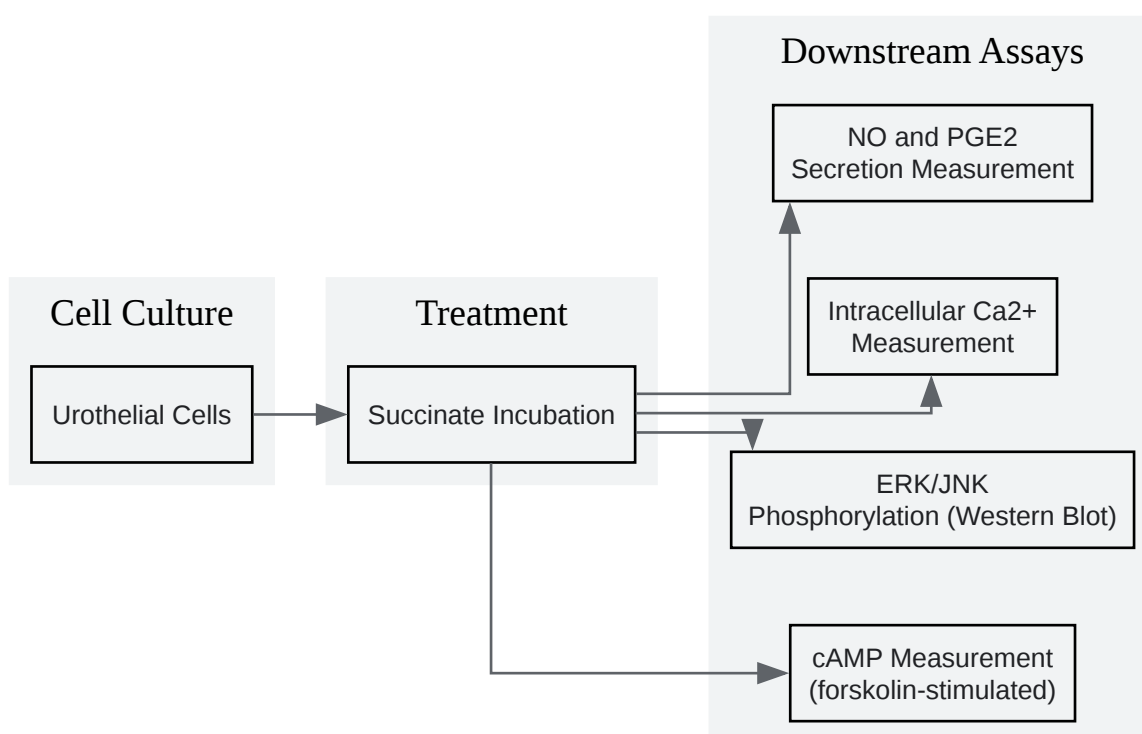 Cell Culture
Urothelial Cells
Treatment
Succinate Incubation
Downstream Assays
NO and PGE2
Secretion Measurement
Intracellular Ca2+
Measurement
ERK/JNK
Phosphorylation (Western Blot)
cAMP Measurement
(forskolin-stimulated)